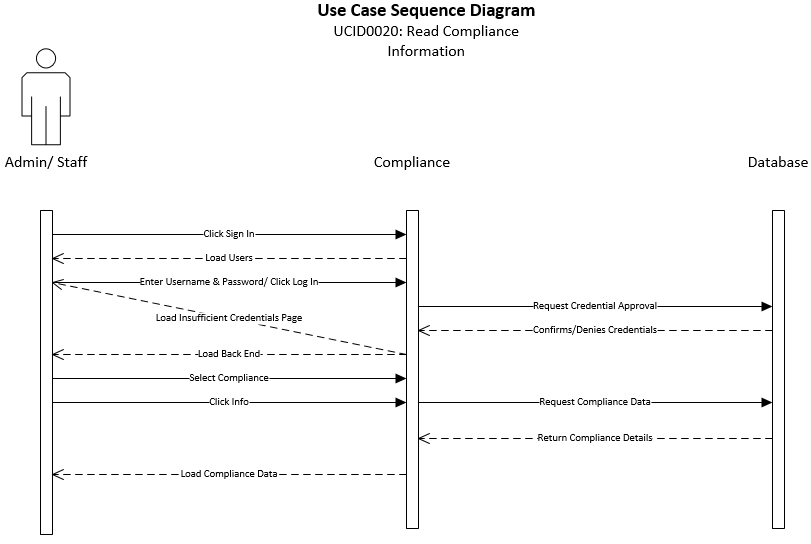 Use Case Sequence Diagram
UCID0020: Read Compliance
Information
Admin/ Staff
Compliance
Database
Click Sign In
Load Users
Enter Username & Password/ Click Log In
Request Credential Approval
Load Insufficient Credentials Page
Confirms/Denies Credentials
Load Back End
Select Compliance
Click Info
Request Compliance Data
Return Compliance Details
Load Compliance Data